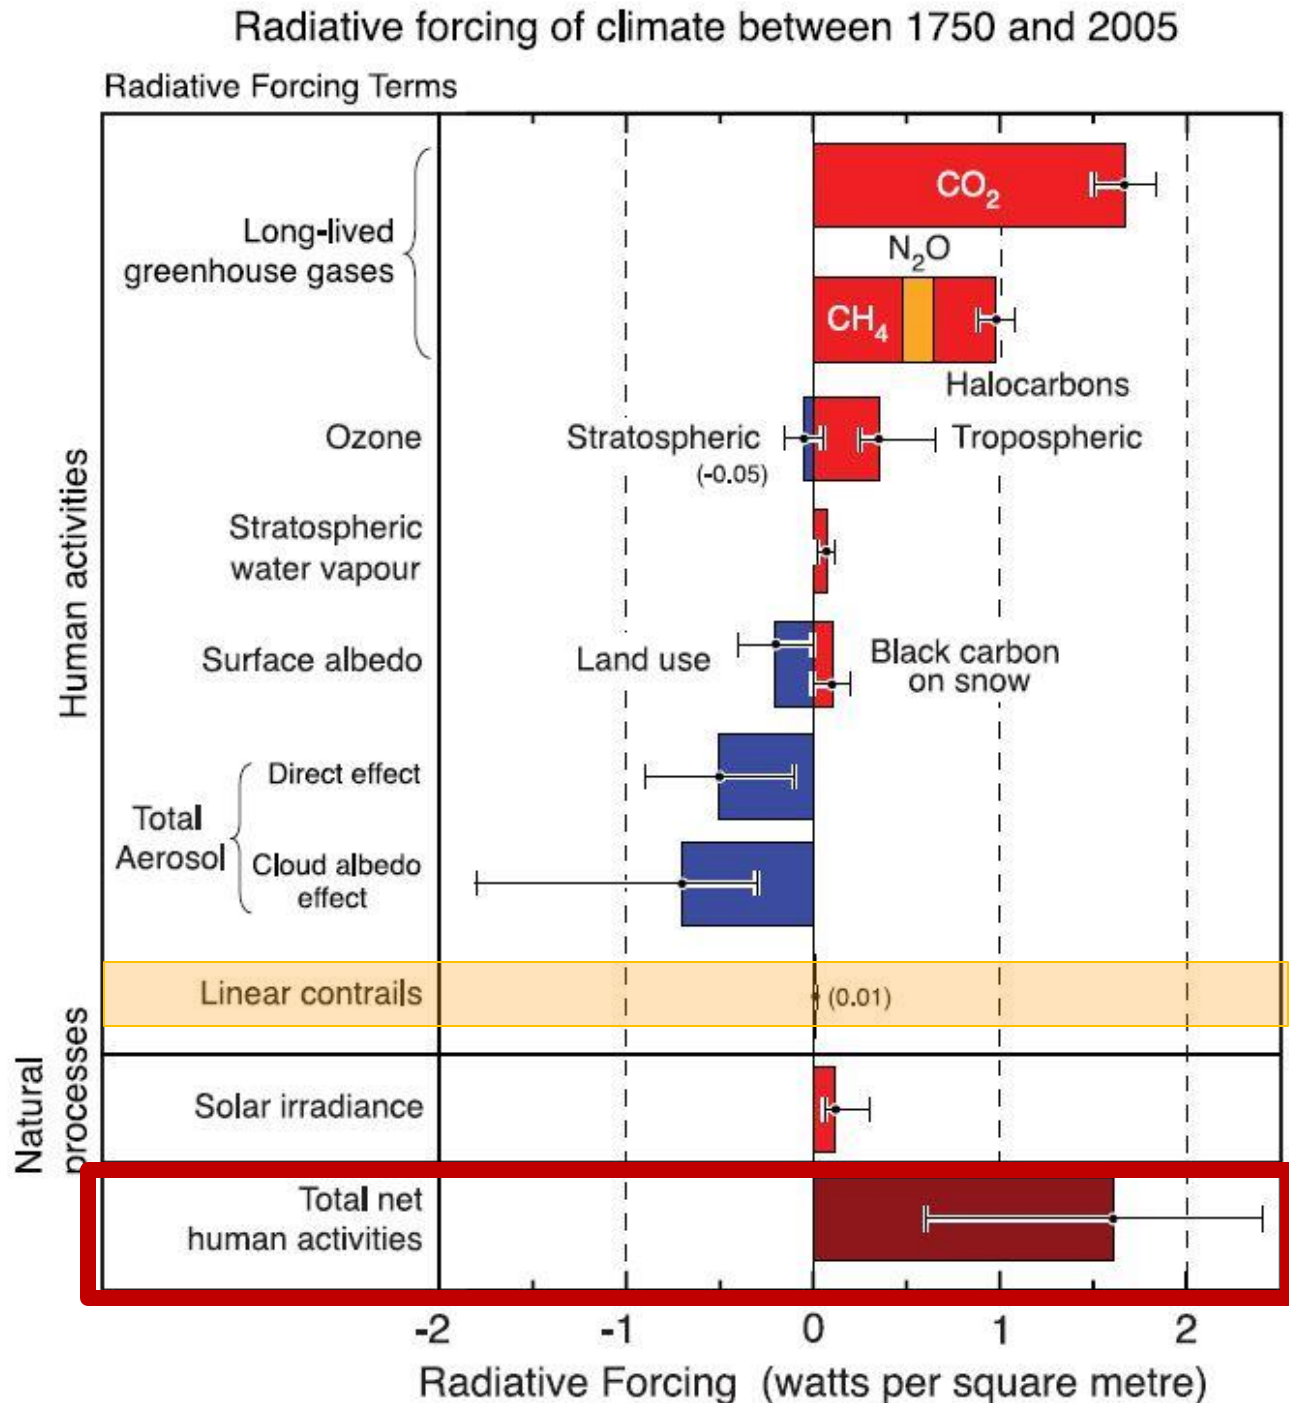 Radiative forcing of climate between 1750 and 2005
Radiative Forcing Terms
Human activities
Long-lived
greenhouse gases
CO₂
N₂O
CH₄
Halocarbons
Ozone
Stratospheric
(-0.05)
Tropospheric
Stratospheric
water vapour
Surface albedo
Land use
Black carbon
on snow
Total
Aerosol
Direct effect
Cloud albedo
effect
Linear contrails
(0.01)
Natural
processes
Solar irradiance
Total net
human activities
-2 -1 0 1 2
Radiative Forcing (watts per square metre)